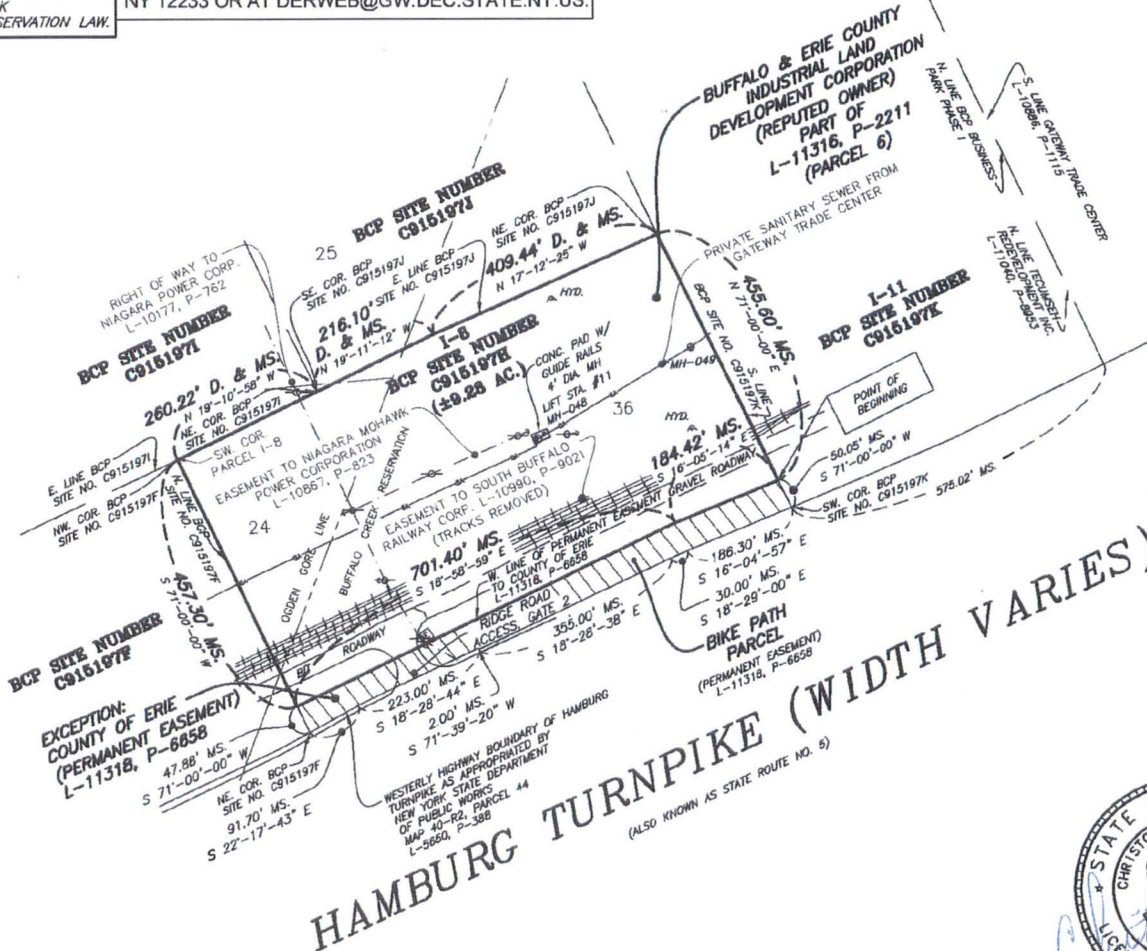 K
SERVATION LAW.
NY 12233 OR AT DERWEB@GW.DEC.STATE.NY.US.
BUFFALO & ERIE COUNTY
INDUSTRIAL LAND
DEVELOPMENT CORPORATION
(REPUTED OWNER)
PART OF
L-11316, P-2211
(PARCEL 6)
N. LINE BCP BUSINESS
PARK PHASE I
S. LINE GATEWAY TRADE CENTER
L-10886, P-1115
N. LINE TECUMSEH
REDEVELOPMENT INC.
L-11040, P-8953
PRIVATE SANITARY SEWER FROM
GATEWAY TRADE CENTER
25
BCP SITE NUMBER
C915197J
NE. COR. BCP
SITE NO. C915197J
409.44' D. & MS.
N 17°-12'-25" W
SE. COR. BCP
SITE NO. C915197J
E. LINE BCP
SITE NO. C915197J
216.10'
D. & MS.
N 19°-11'-12" W
RIGHT OF WAY TO
NIAGARA POWER CORP.
L-10177, P-762
BCP SITE NUMBER
C915197I
260.22' D. & MS.
N 19°-10'-58" W
NE. COR. BCP
SITE NO. C915197I
E. LINE BCP
SITE NO. C915197I
NW. COR. BCP
SITE NO. C915197F
SW. COR.
PARCEL I-8
HYD.
BCP SITE NUMBER
C915197H
(±9.28 AC.)
CONC. PAD W/
GUIDE RAILS
4' DIA. MH
LIFT STA. #11
MH-048
MH-049
36
HYD.
455.60' MS.
N 71°-00'-00" E
BCP SITE NO. C915197K
S. LINE
I-11
BCP SITE NUMBER
C915197K
POINT OF
BEGINNING
EASEMENT TO NIAGARA MOHAWK
POWER CORPORATION
L-10867, P-823
24
OGDEN GORE LINE
BUFFALO CREEK RESERVATION
EASEMENT TO SOUTH BUFFALO
RAILWAY CORP. L-10990, P-9021
(TRACKS REMOVED)
184.42' MS.
S 16°-05'-14" E
GRAVEL ROADWAY
W. LINE OF PERMANENT EASEMENT
TO COUNTY OF ERIE
L-11318, P-6658
701.40' MS.
S 18°-58'-59" E
50.05' MS.
S 71°-00'-00" W
SW. COR. BCP
SITE NO. C915197K
575.02' MS.
N. LINE BCP
SITE NO. C915197F
457.30' MS.
S 71°-00'-00" W
BCP SITE NUMBER
C915197F
ROADWAY
RIDGE ROAD
ACCESS GATE 2
186.30' MS.
S 16°-04'-57" E
30.00' MS.
S 18°-29'-00" E
355.00' MS.
S 18°-28'-38" E
BIKE PATH
PARCEL
(PERMANENT EASEMENT)
L-11318, P-6658
EXCEPTION:
COUNTY OF ERIE
(PERMANENT EASEMENT)
L-11318, P-6658
223.00' MS.
S 18°-28'-44" E
2.00' MS.
S 71°-39'-20" W
47.88' MS.
S 71°-00'-00" W
NE. COR. BCP
SITE NO. C915197F
91.70' MS.
S 22°-17'-43" E
WESTERLY HIGHWAY BOUNDARY OF HAMBURG
TURNPIKE AS APPROPRIATED BY
NEW YORK STATE DEPARTMENT
OF PUBLIC WORKS
MAP 40-R2, PARCEL 44
L-5650, P-388
HAMBURG TURNPIKE (WIDTH VARIES)
(ALSO KNOWN AS STATE ROUTE NO. 5)
STATE